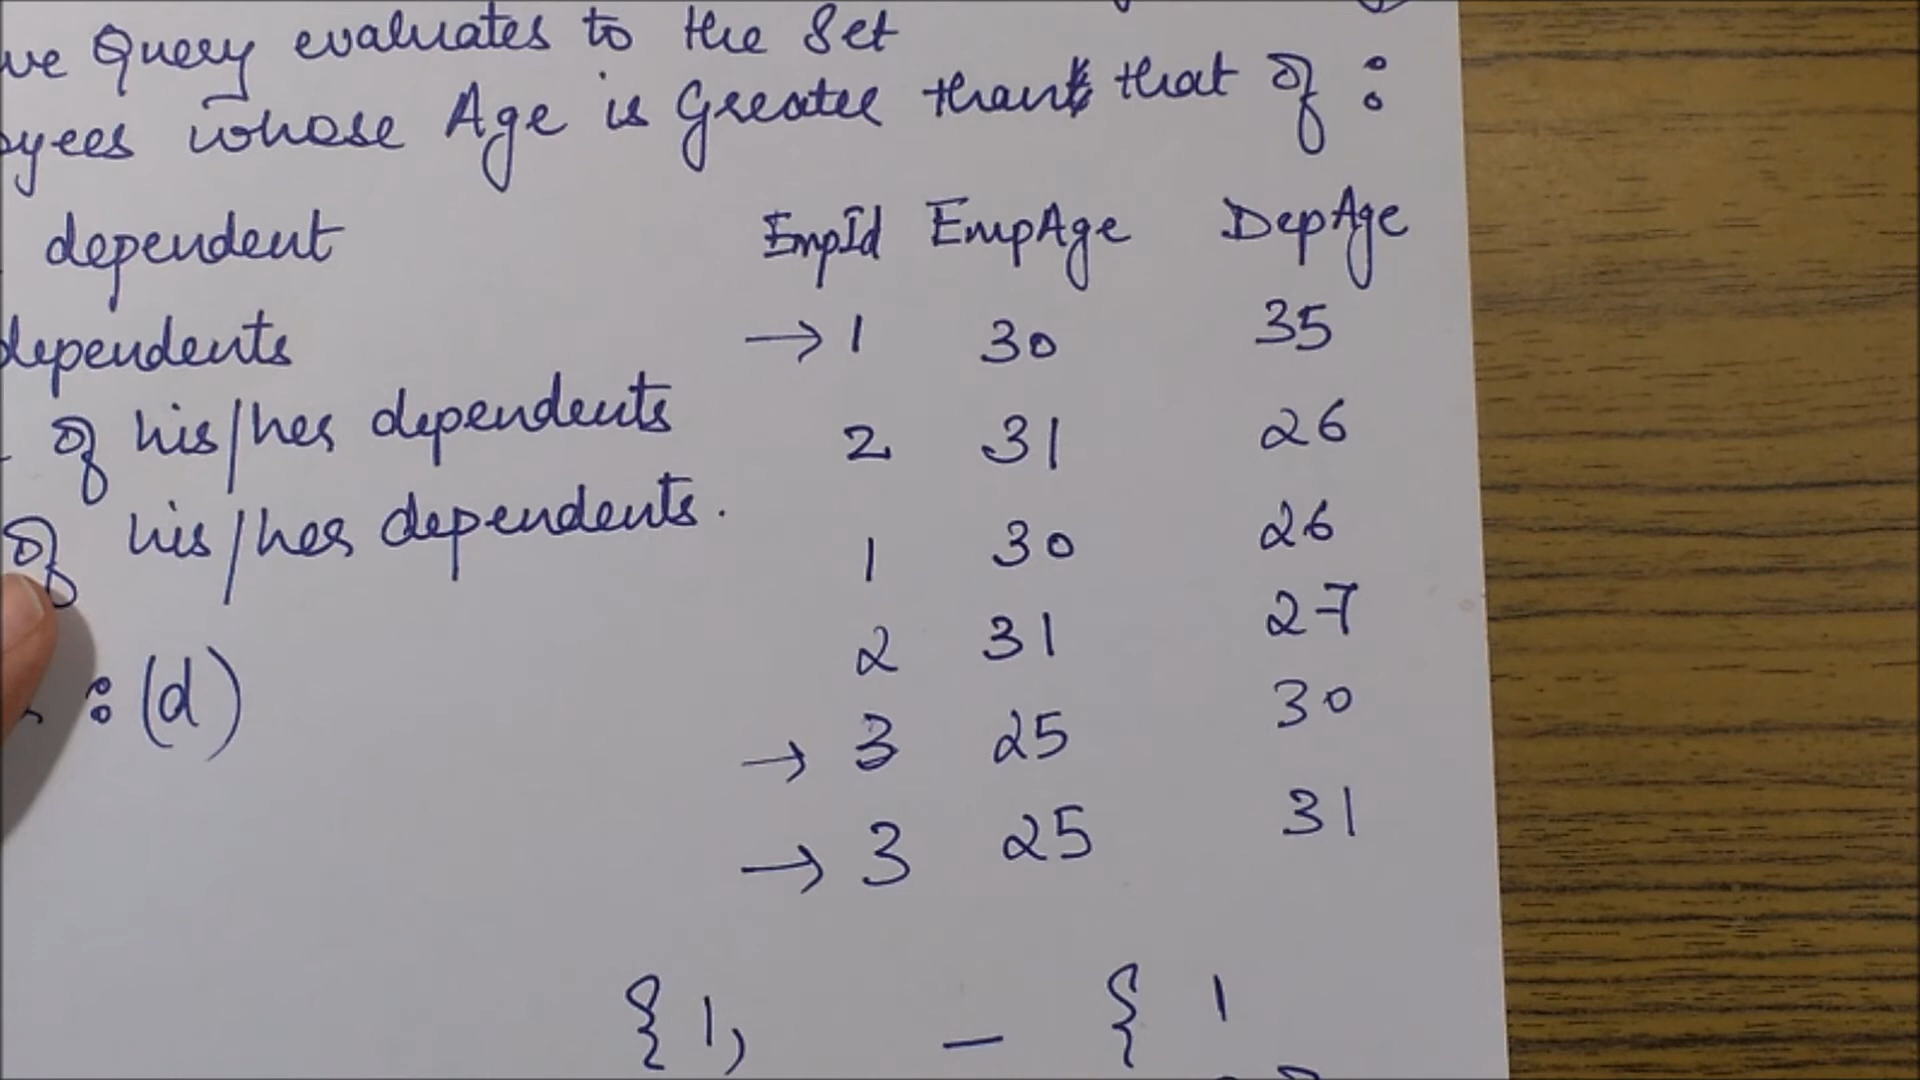 ve Query evaluates to the Set
oyees whose Age is Greater than that of :
dependent
dependents
of his/her dependents
of his/her dependents.
: (d)
EmpId EmpAge DepAge
→ 1 30 35
2 31 26
1 30 26
2 31 27
→ 3 25 30
→ 3 25 31
{ 1, – { 1